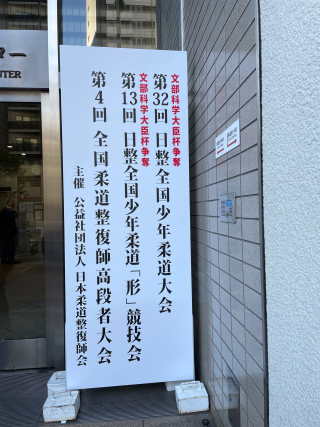 文部科学大臣杯争奪
第32回 日整全国少年柔道大会
文部科学大臣杯争奪
第13回 日整全国少年柔道「形」競技会
第4回 全国柔道整復師高段者大会
主催 公益社団法人 日本柔道整復師会
ー
NTER